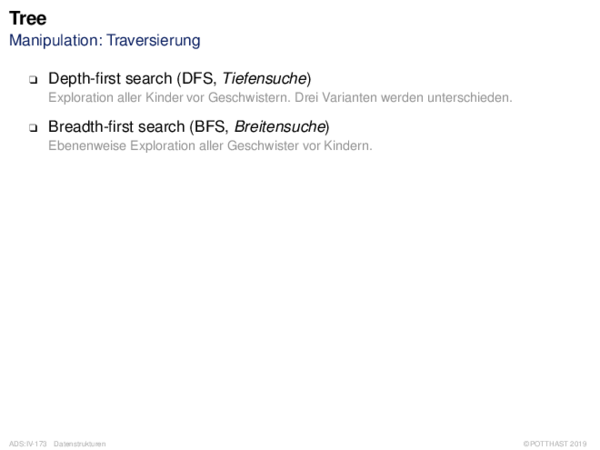 Tree
Manipulation: Traversierung
❑ Depth-first search (DFS, Tiefensuche)
Exploration aller Kinder vor Geschwistern. Drei Varianten werden unterschieden.
❑ Breadth-first search (BFS, Breitensuche)
Ebenenweise Exploration aller Geschwister vor Kindern.
ADS:IV-173 Datenstrukturen
©POTTHAST 2019